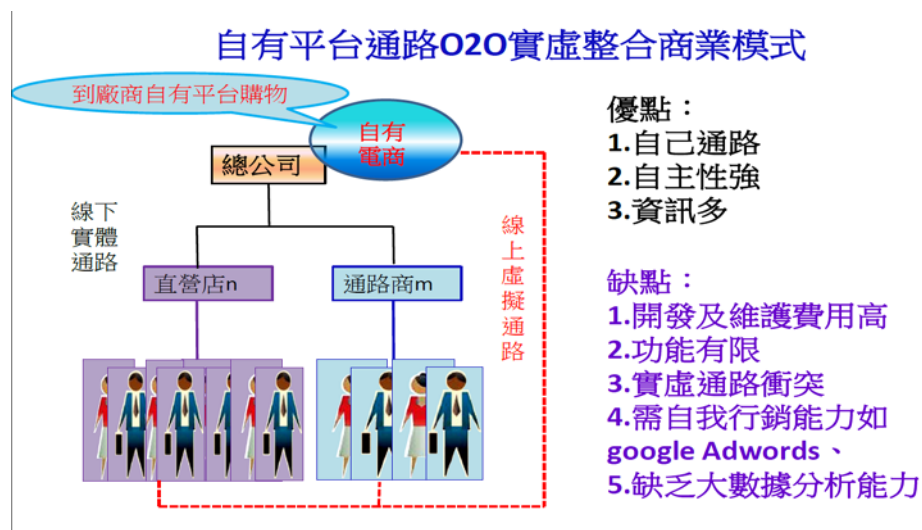 自有平台通路O2O實虛整合商業模式
到廠商自有平台購物
自有
電商
總公司
線下
實體
通路
直營店n
通路商m
線上虛擬通路
優點：
1.自己通路
2.自主性強
3.資訊多
缺點：
1.開發及維護費用高
2.功能有限
3.實虛通路衝突
4.需自我行銷能力如
google Adwords、
5.缺乏大數據分析能力